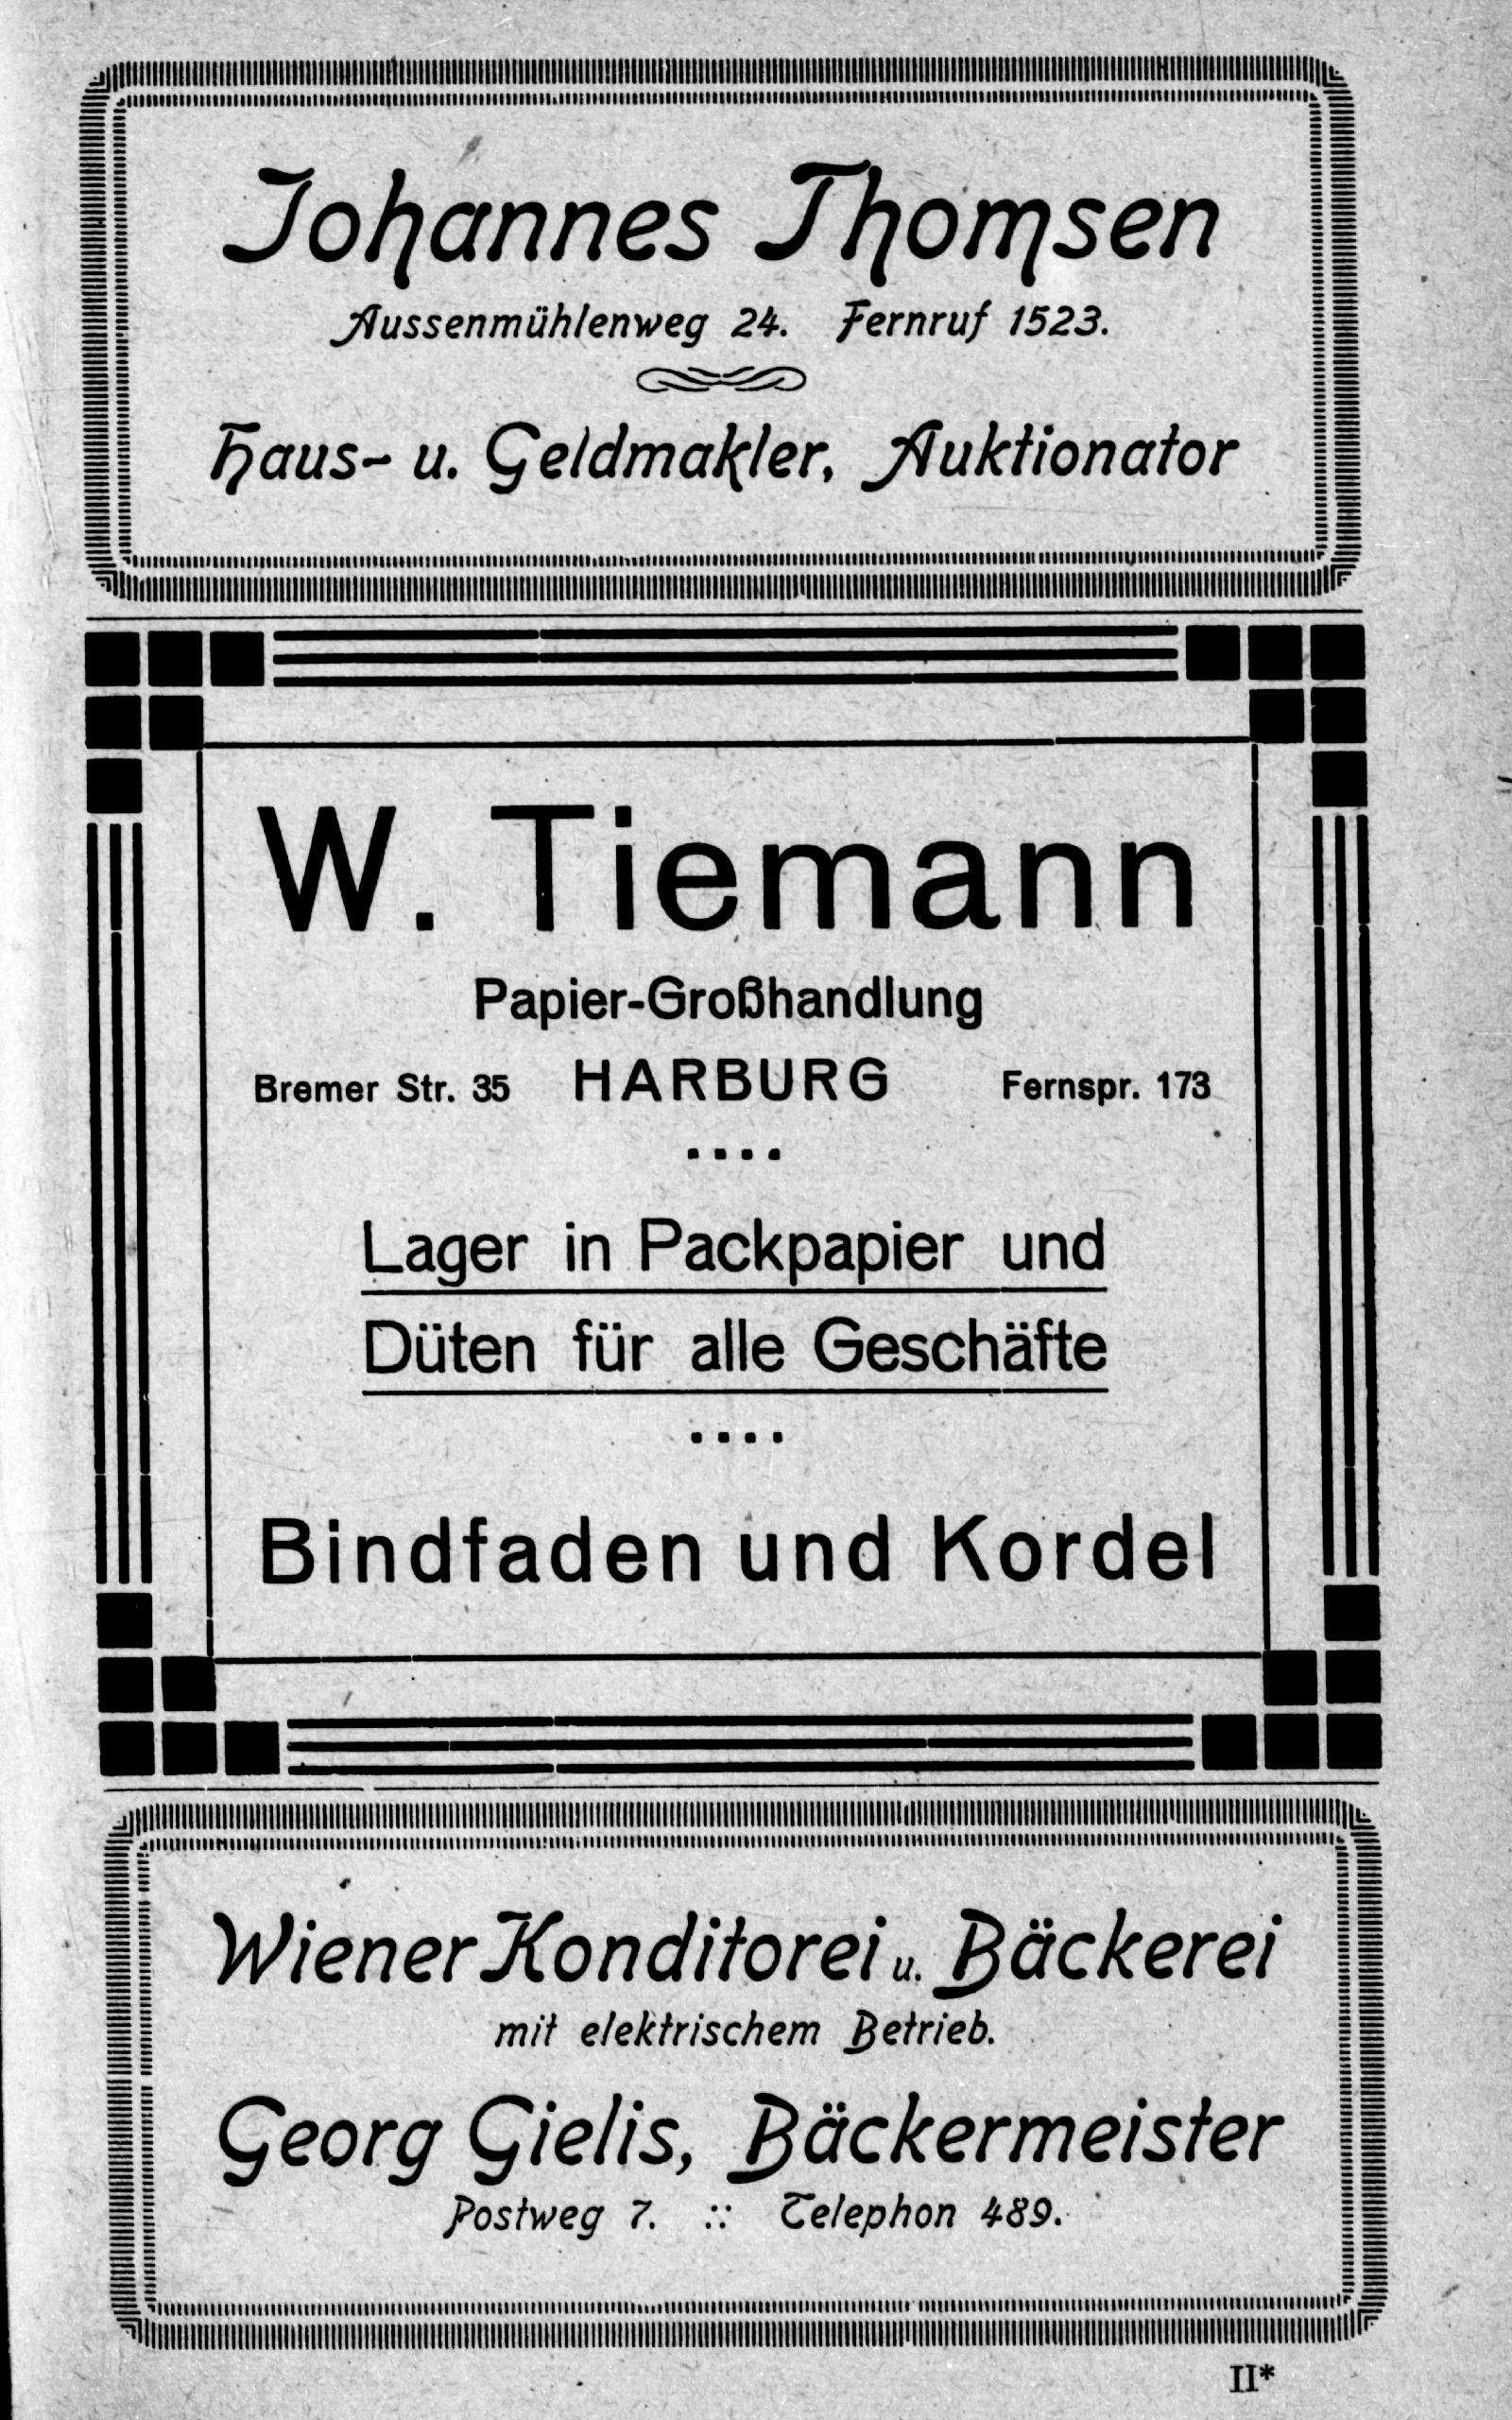 Johannes Thomsen
Aussenmühlenweg 24. Fernruf 1523.
Haus- u. Geldmakler, Auktionator
W. Tiemann
Papier-Großhandlung
Bremer Str. 35 HARBURG Fernspr. 173
Lager in Packpapier und
Düten für alle Geschäfte
Bindfaden und Kordel
Wiener Konditorei u. Bäckerei
mit elektrischem Betrieb.
Georg Gielis, Bäckermeister
Postweg 7. :: Telephon 489.
II*